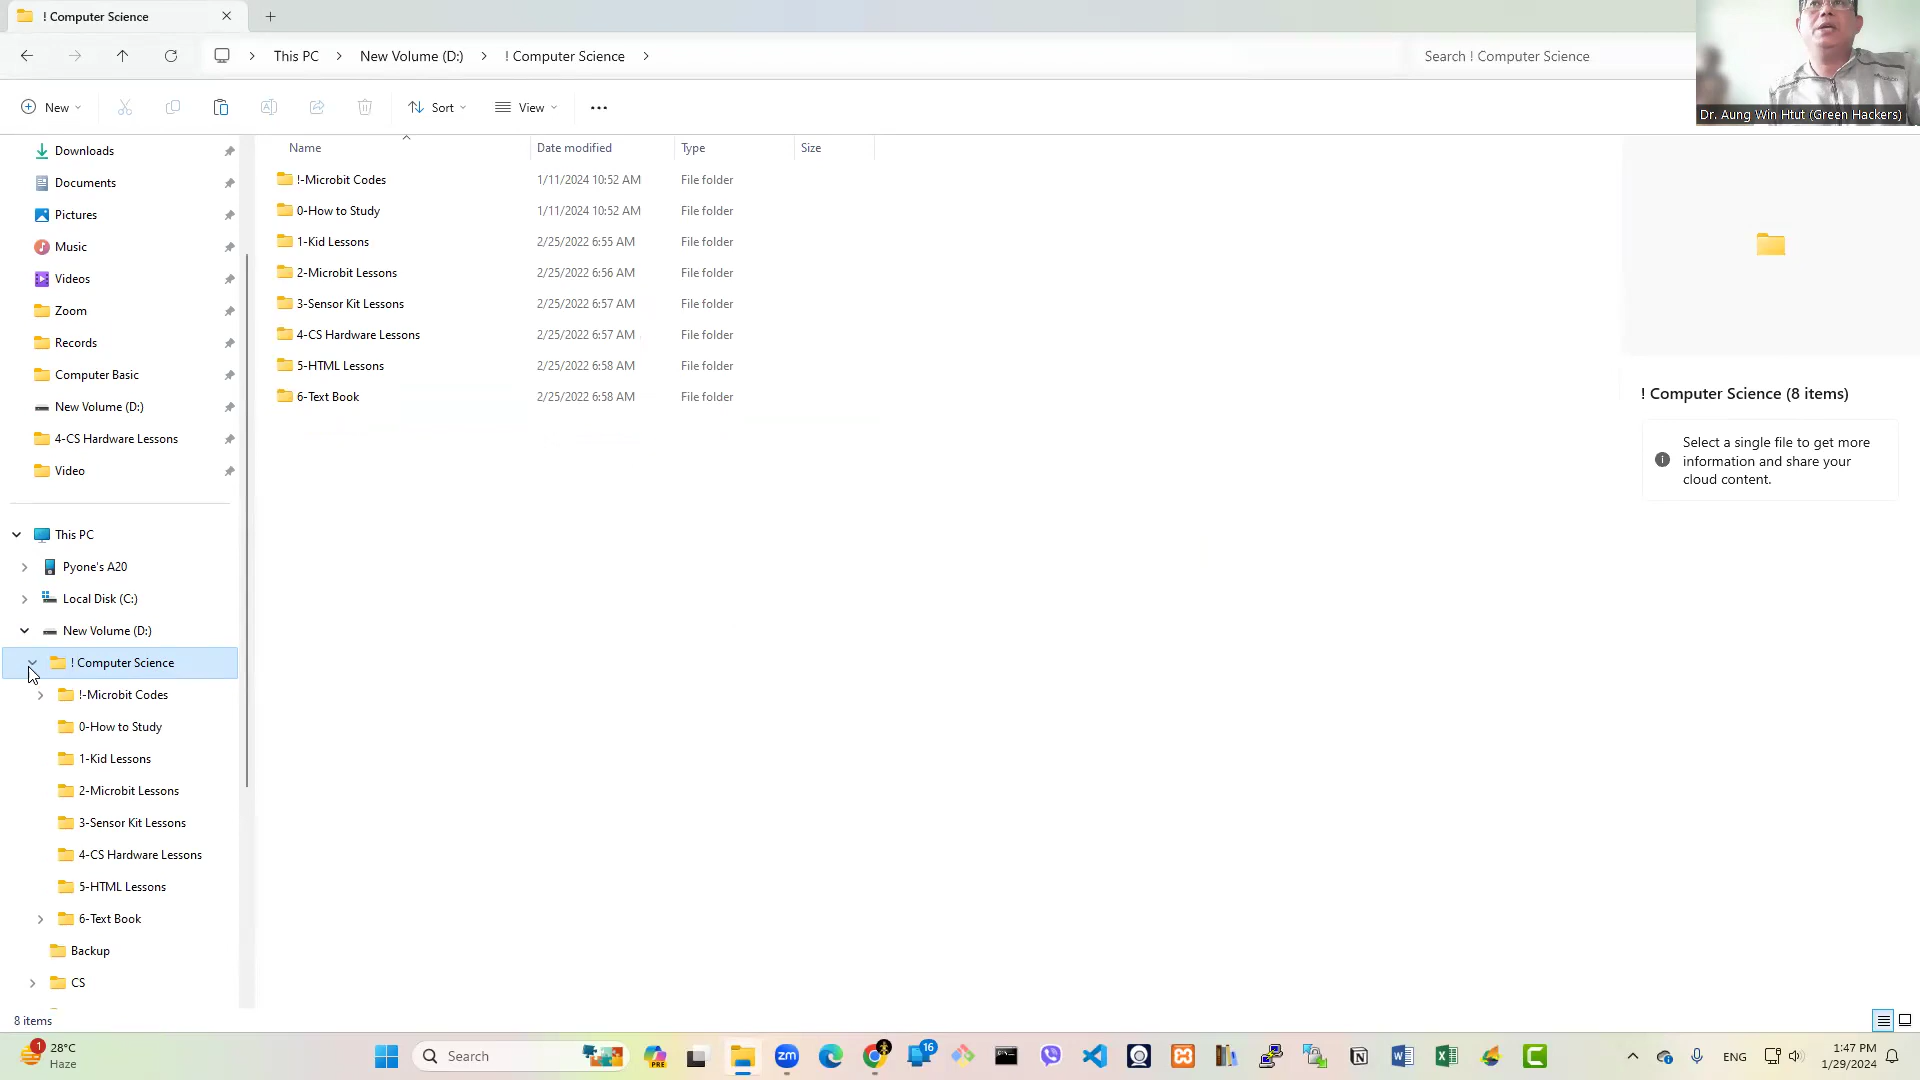 ! Computer Science
This PC
New Volume (D:)
! Computer Science
Search ! Computer Science
New
Sort
View
Dr. Aung Win Htut (Green Hackers)
Downloads
Documents
Pictures
Music
Videos
Zoom
Records
Computer Basic
New Volume (D:)
4-CS Hardware Lessons
Video
This PC
Pyone's A20
Local Disk (C:)
New Volume (D:)
! Computer Science
!-Microbit Codes
0-How to Study
1-Kid Lessons
2-Microbit Lessons
3-Sensor Kit Lessons
4-CS Hardware Lessons
5-HTML Lessons
6-Text Book
Backup
CS
Name Date modified Type Size
!-Microbit Codes 1/11/2024 10:52 AM File folder
0-How to Study 1/11/2024 10:52 AM File folder
1-Kid Lessons 2/25/2022 6:55 AM File folder
2-Microbit Lessons 2/25/2022 6:56 AM File folder
3-Sensor Kit Lessons 2/25/2022 6:57 AM File folder
4-CS Hardware Lessons 2/25/2022 6:57 AM File folder
5-HTML Lessons 2/25/2022 6:58 AM File folder
6-Text Book 2/25/2022 6:58 AM File folder
! Computer Science (8 items)
Select a single file to get more
information and share your
cloud content.
8 items
1
28°C
Haze
Search
PRE
zm
16
ENG
1:47 PM
1/29/2024